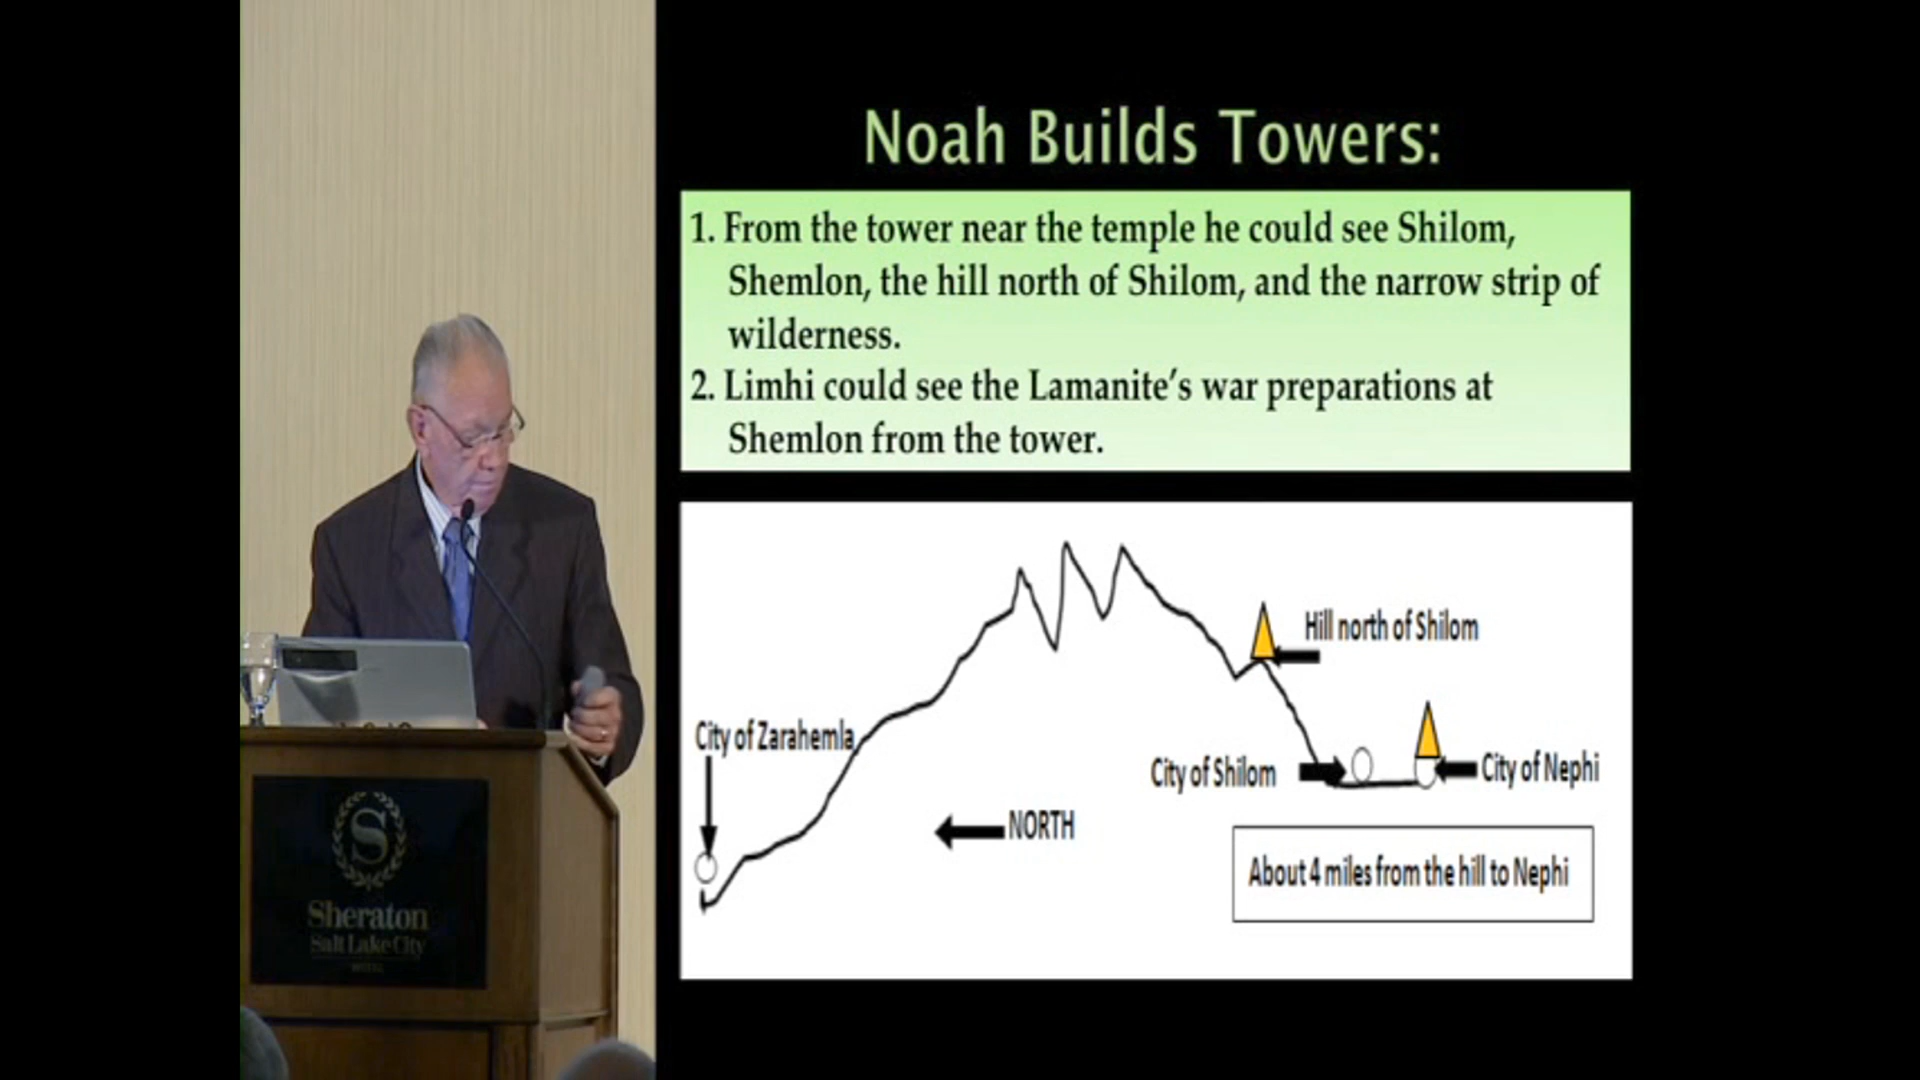 Noah Builds Towers:
1. From the tower near the temple he could see Shilom,
Shemlon, the hill north of Shilom, and the narrow strip of
wilderness.
2. Limhi could see the Lamanite's war preparations at
Shemlon from the tower.
Hill north of Shilom
City of Zarahemla
City of Shilom
City of Nephi
NORTH
About 4 miles from the hill to Nephi
S
Sheraton
Salt Lake City